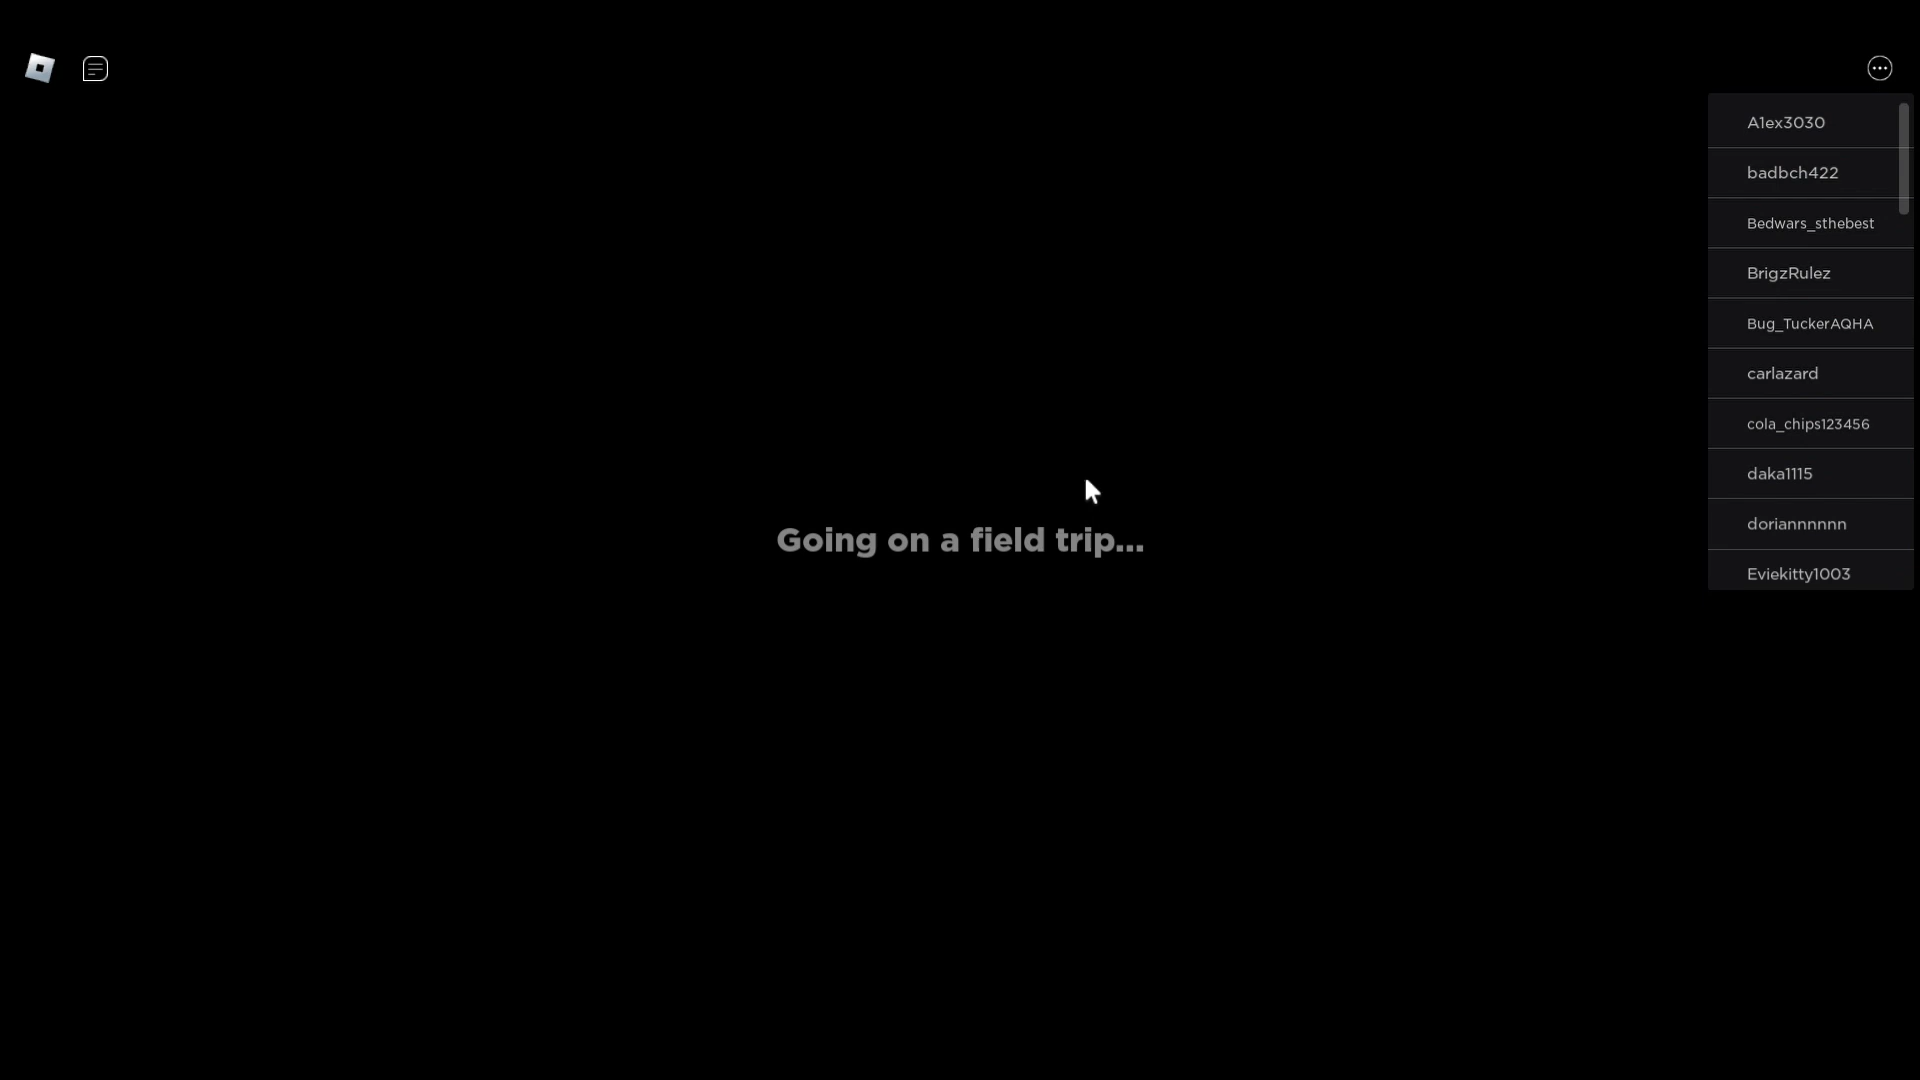 A1ex3030
badbch422
Bedwars_sthebest
BrigzRulez
Bug_TuckerAQHA
carlazard
cola_chips123456
daka1115
doriannnnnn
Eviekitty1003
Going on a field trip...